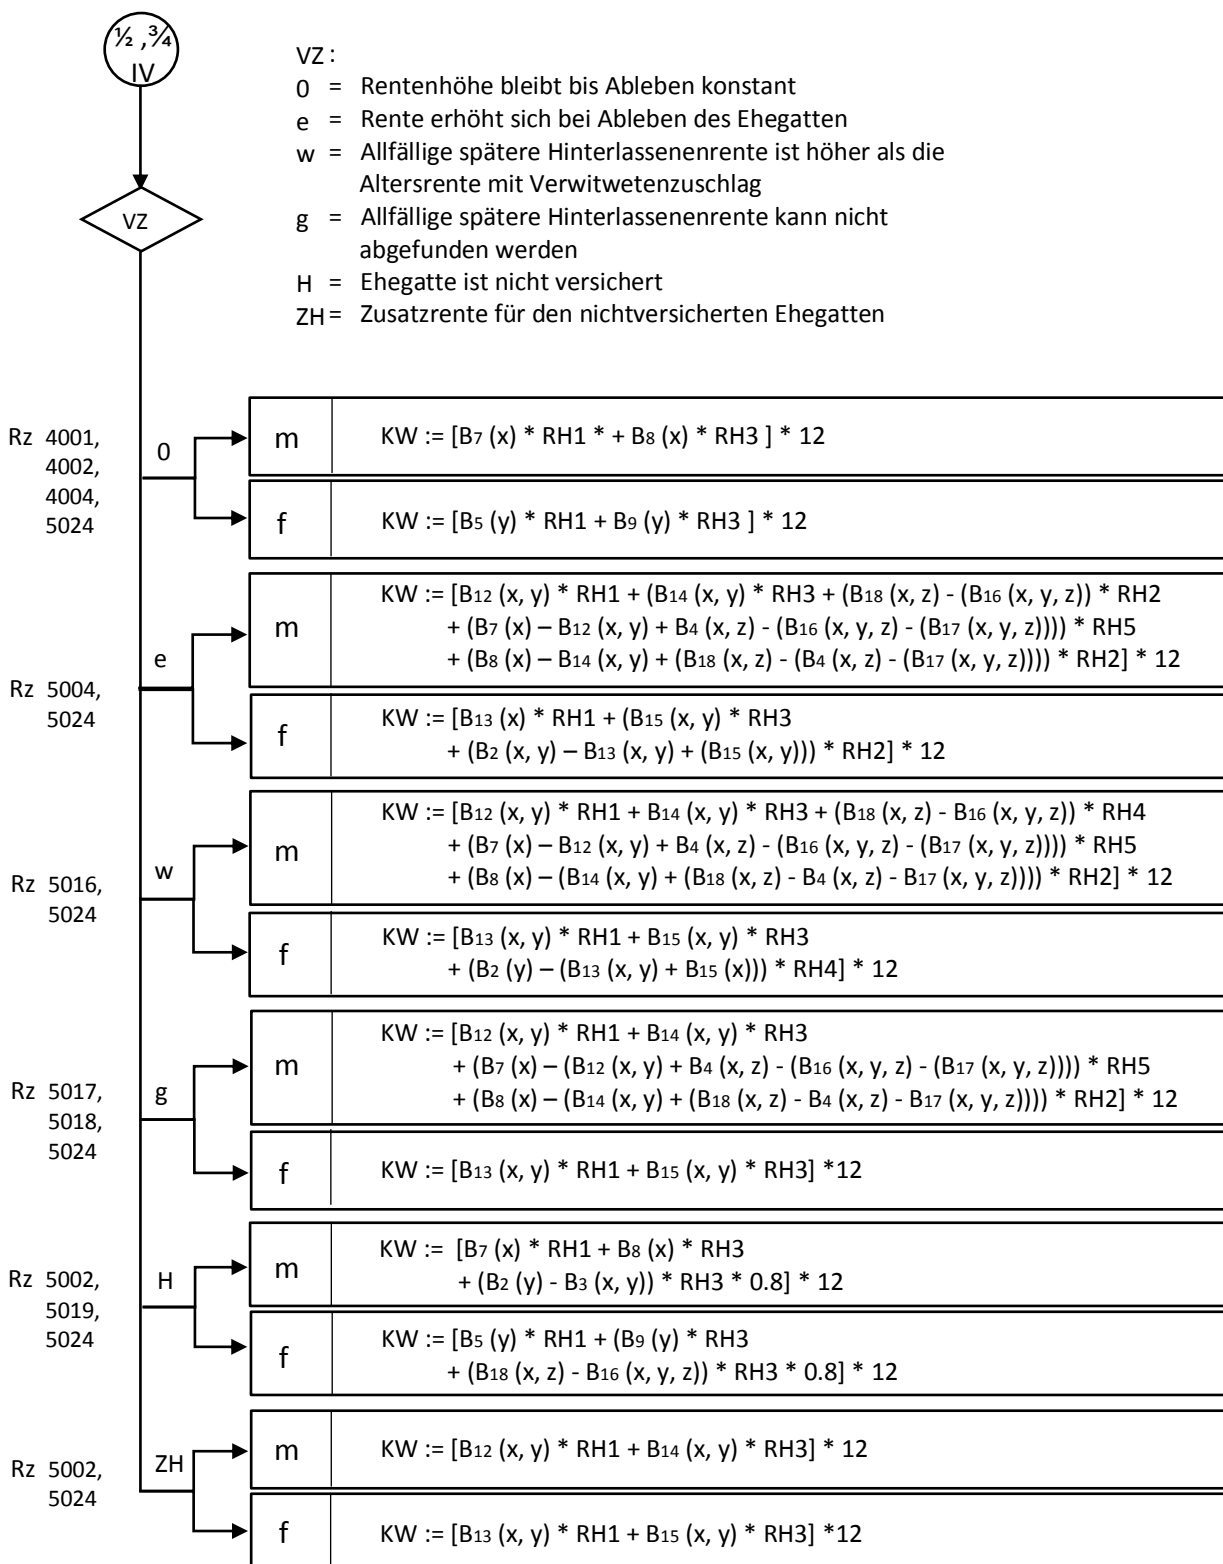 ½ ,¾
IV
VZ :
0 = Rentenhöhe bleibt bis Ableben konstant
e = Rente erhöht sich bei Ableben des Ehegatten
w = Allfällige spätere Hinterlassenenrente ist höher als die
Altersrente mit Verwitwetenzuschlag
g = Allfällige spätere Hinterlassenenrente kann nicht
abgefunden werden
H = Ehegatte ist nicht versichert
ZH = Zusatzrente für den nichtversicherten Ehegatten
VZ
Rz 4001,
4002,
4004,
5024
0
m
KW := [B7 (x) * RH1 * + B8 (x) * RH3 ] * 12
f
KW := [B5 (y) * RH1 + B9 (y) * RH3 ] * 12
Rz 5004,
5024
e
m
KW := [B12 (x, y) * RH1 + (B14 (x, y) * RH3 + (B18 (x, z) - (B16 (x, y, z)) * RH2
+ (B7 (x) – B12 (x, y) + B4 (x, z) - (B16 (x, y, z) - (B17 (x, y, z)))) * RH5
+ (B8 (x) – B14 (x, y) + (B18 (x, z) - (B4 (x, z) - (B17 (x, y, z)))) * RH2] * 12
f
KW := [B13 (x) * RH1 + (B15 (x, y) * RH3
+ (B2 (x, y) – B13 (x, y) + (B15 (x, y))) * RH2] * 12
Rz 5016,
5024
w
m
KW := [B12 (x, y) * RH1 + B14 (x, y) * RH3 + (B18 (x, z) - B16 (x, y, z)) * RH4
+ (B7 (x) – B12 (x, y) + B4 (x, z) - (B16 (x, y, z) - (B17 (x, y, z)))) * RH5
+ (B8 (x) – (B14 (x, y) + (B18 (x, z) - B4 (x, z) - B17 (x, y, z)))) * RH2] * 12
f
KW := [B13 (x, y) * RH1 + B15 (x, y) * RH3
+ (B2 (y) – (B13 (x, y) + B15 (x))) * RH4] * 12
Rz 5017,
5018,
5024
g
m
KW := [B12 (x, y) * RH1 + B14 (x, y) * RH3
+ (B7 (x) – (B12 (x, y) + B4 (x, z) - (B16 (x, y, z) - (B17 (x, y, z)))) * RH5
+ (B8 (x) – (B14 (x, y) + (B18 (x, z) - B4 (x, z) - B17 (x, y, z)))) * RH2] * 12
f
KW := [B13 (x, y) * RH1 + B15 (x, y) * RH3] *12
Rz 5002,
5019,
5024
H
m
KW := [B7 (x) * RH1 + B8 (x) * RH3
+ (B2 (y) - B3 (x, y)) * RH3 * 0.8] * 12
f
KW := [B5 (y) * RH1 + (B9 (y) * RH3
+ (B18 (x, z) - B16 (x, y, z)) * RH3 * 0.8] * 12
Rz 5002,
5024
ZH
m
KW := [B12 (x, y) * RH1 + B14 (x, y) * RH3] * 12
f
KW := [B13 (x, y) * RH1 + B15 (x, y) * RH3] *12